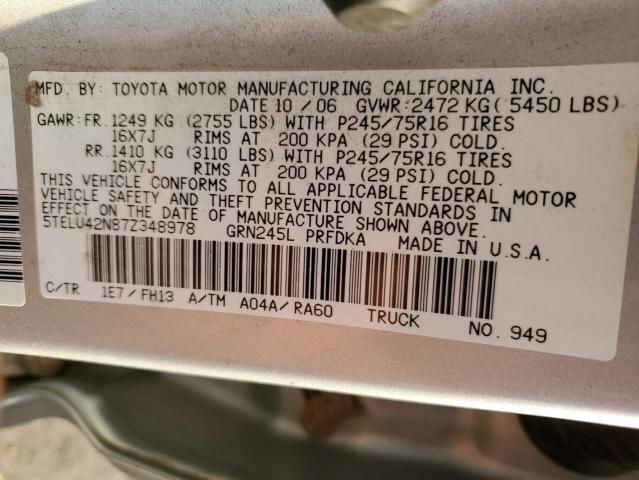 MFD. BY: TOYOTA MOTOR MANUFACTURING CALIFORNIA INC.
DATE 10 / 06 GVWR: 2472 KG ( 5450 LBS)
GAWR: FR. 1249 KG (2755 LBS) WITH P245/75R16 TIRES
16X7J RIMS AT 200 KPA (29 PSI) COLD.
RR. 1410 KG (3110 LBS) WITH P245/75R16 TIRES
16X7J RIMS AT 200 KPA (29 PSI) COLD.
THIS VEHICLE CONFORMS TO ALL APPLICABLE FEDERAL MOTOR
VEHICLE SAFETY AND THEFT PREVENTION STANDARDS IN
EFFECT ON THE DATE OF MANUFACTURE SHOWN ABOVE.
5TELU42N87Z348978 GRN245L PRFDKA MADE IN U.S.A.
C/TR 1E7 / FH13 A/TM A04A / RA60 TRUCK NO. 949